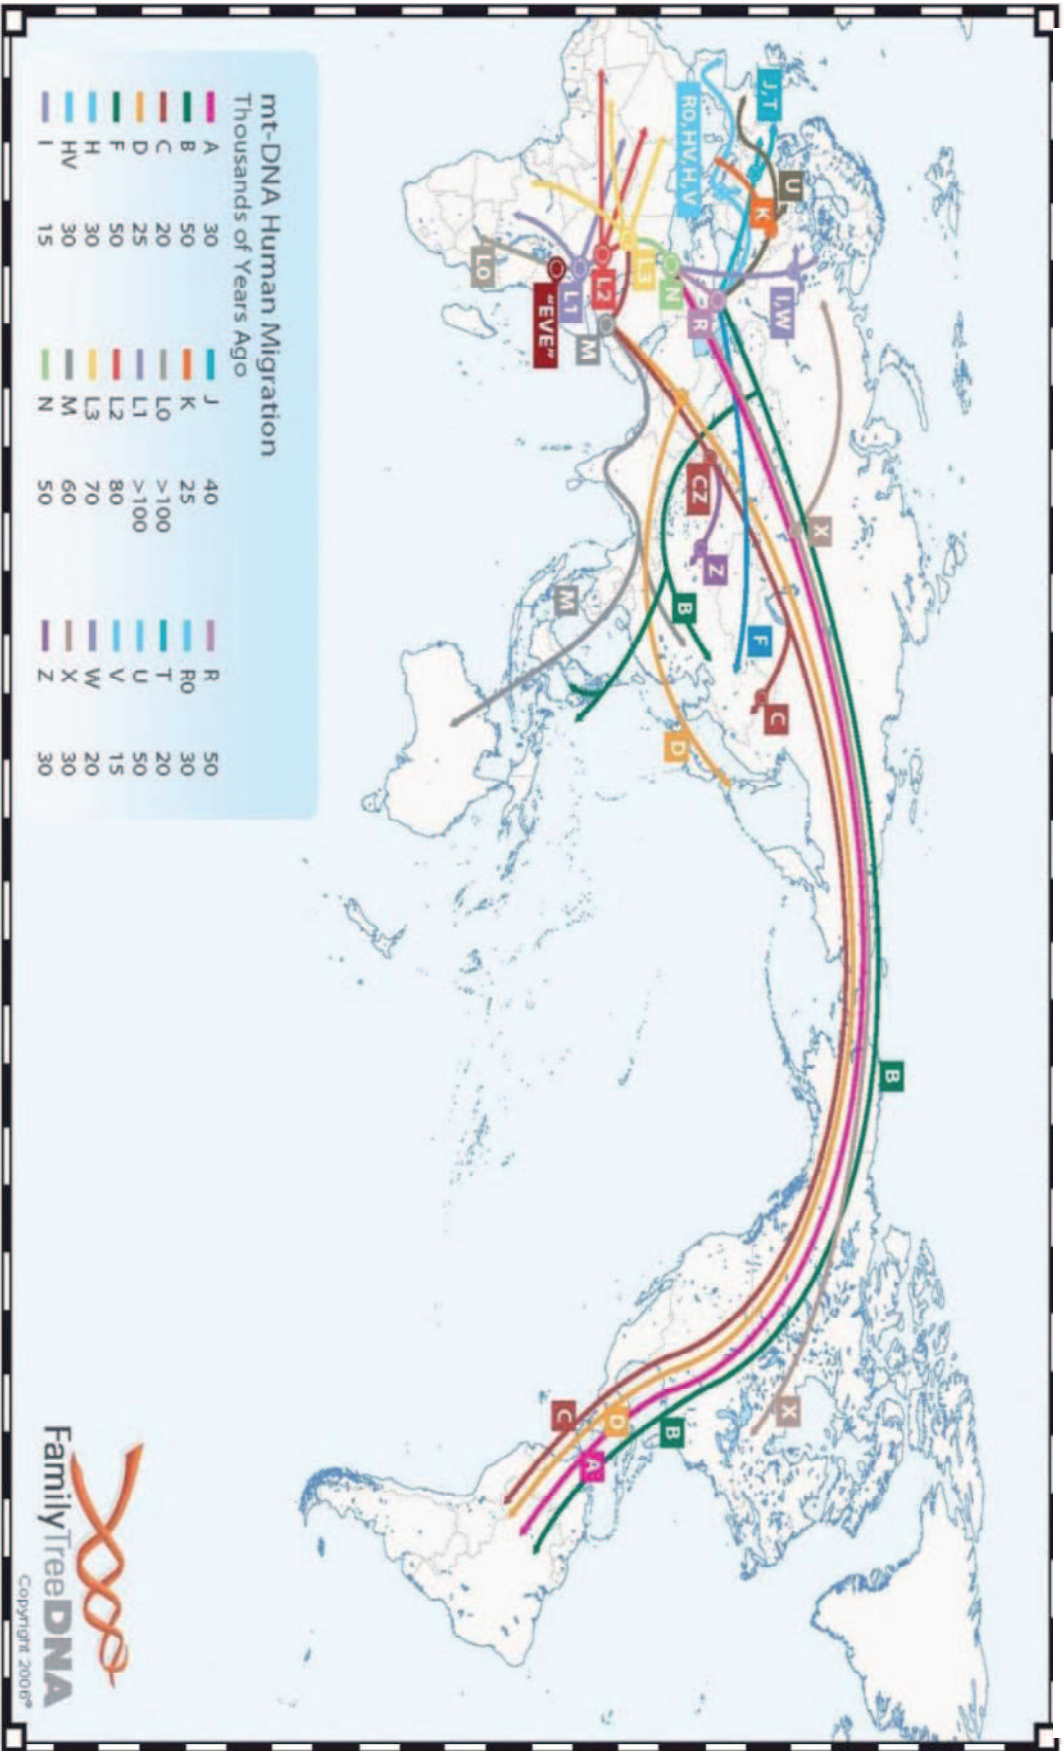 J,T
U
R0,HV,H,V
K
I,W
X
L3
N
R
L0
L1
L2
"EVE"
M
CZ
Z
B
F
M
C
D
B
X
C
D
B
A
mt-DNA Human Migration
Thousands of Years Ago
A 30 J 40 R 50
B 50 K 25 R0 30
C 20 L0 >100 T 20
D 25 L1 >100 U 50
F 50 L2 80 V 15
H 30 L3 70 W 20
HV 30 M 60 X 30
I 15 N 50 Z 30
FamilyTreeDNA
Copyright 2006®